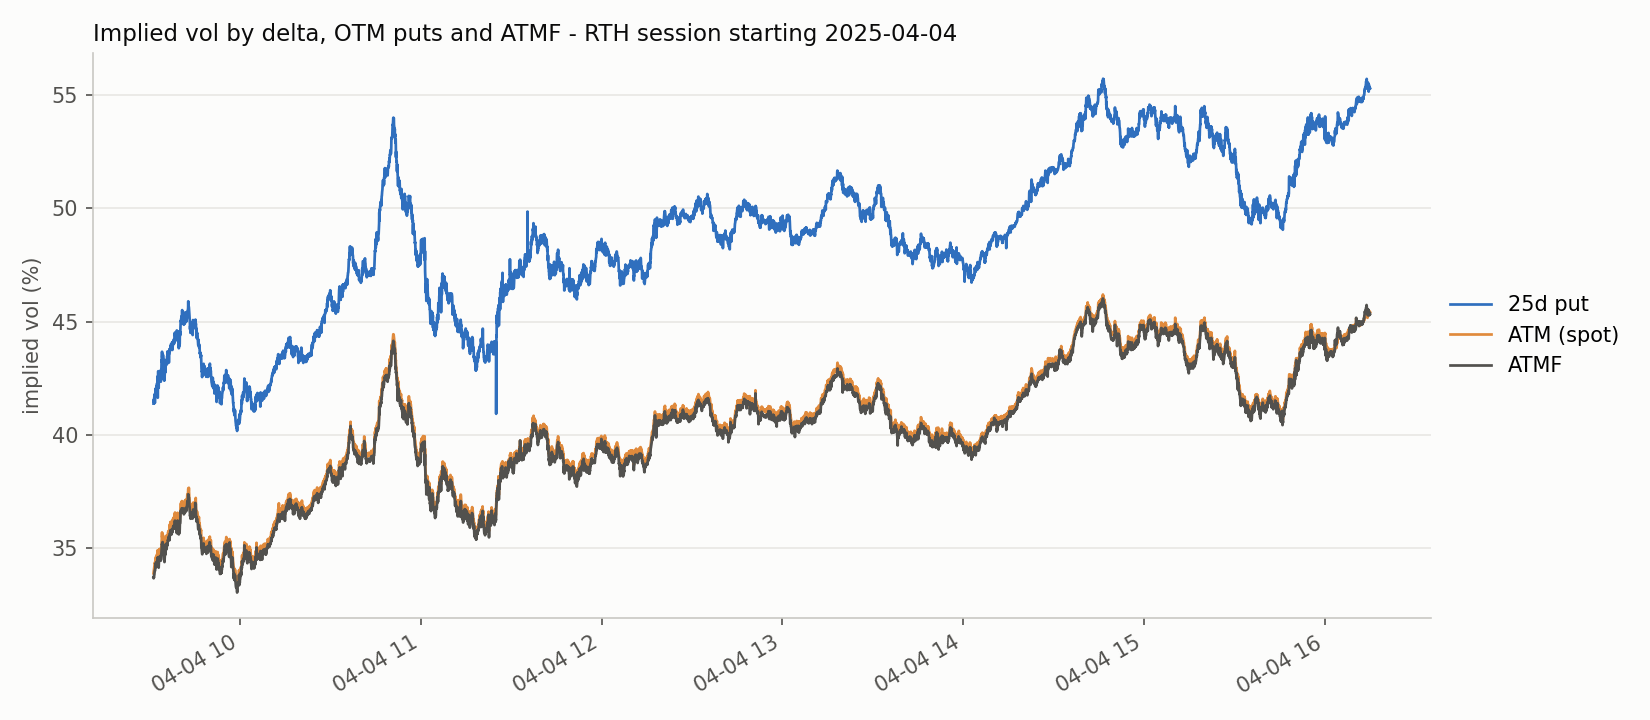 Implied vol by delta, OTM puts and ATMF - RTH session starting 2025-04-04
implied vol (%)
55
50
45
40
35
04-04 10
04-04 11
04-04 12
04-04 13
04-04 14
04-04 15
04-04 16
25d put
ATM (spot)
ATMF